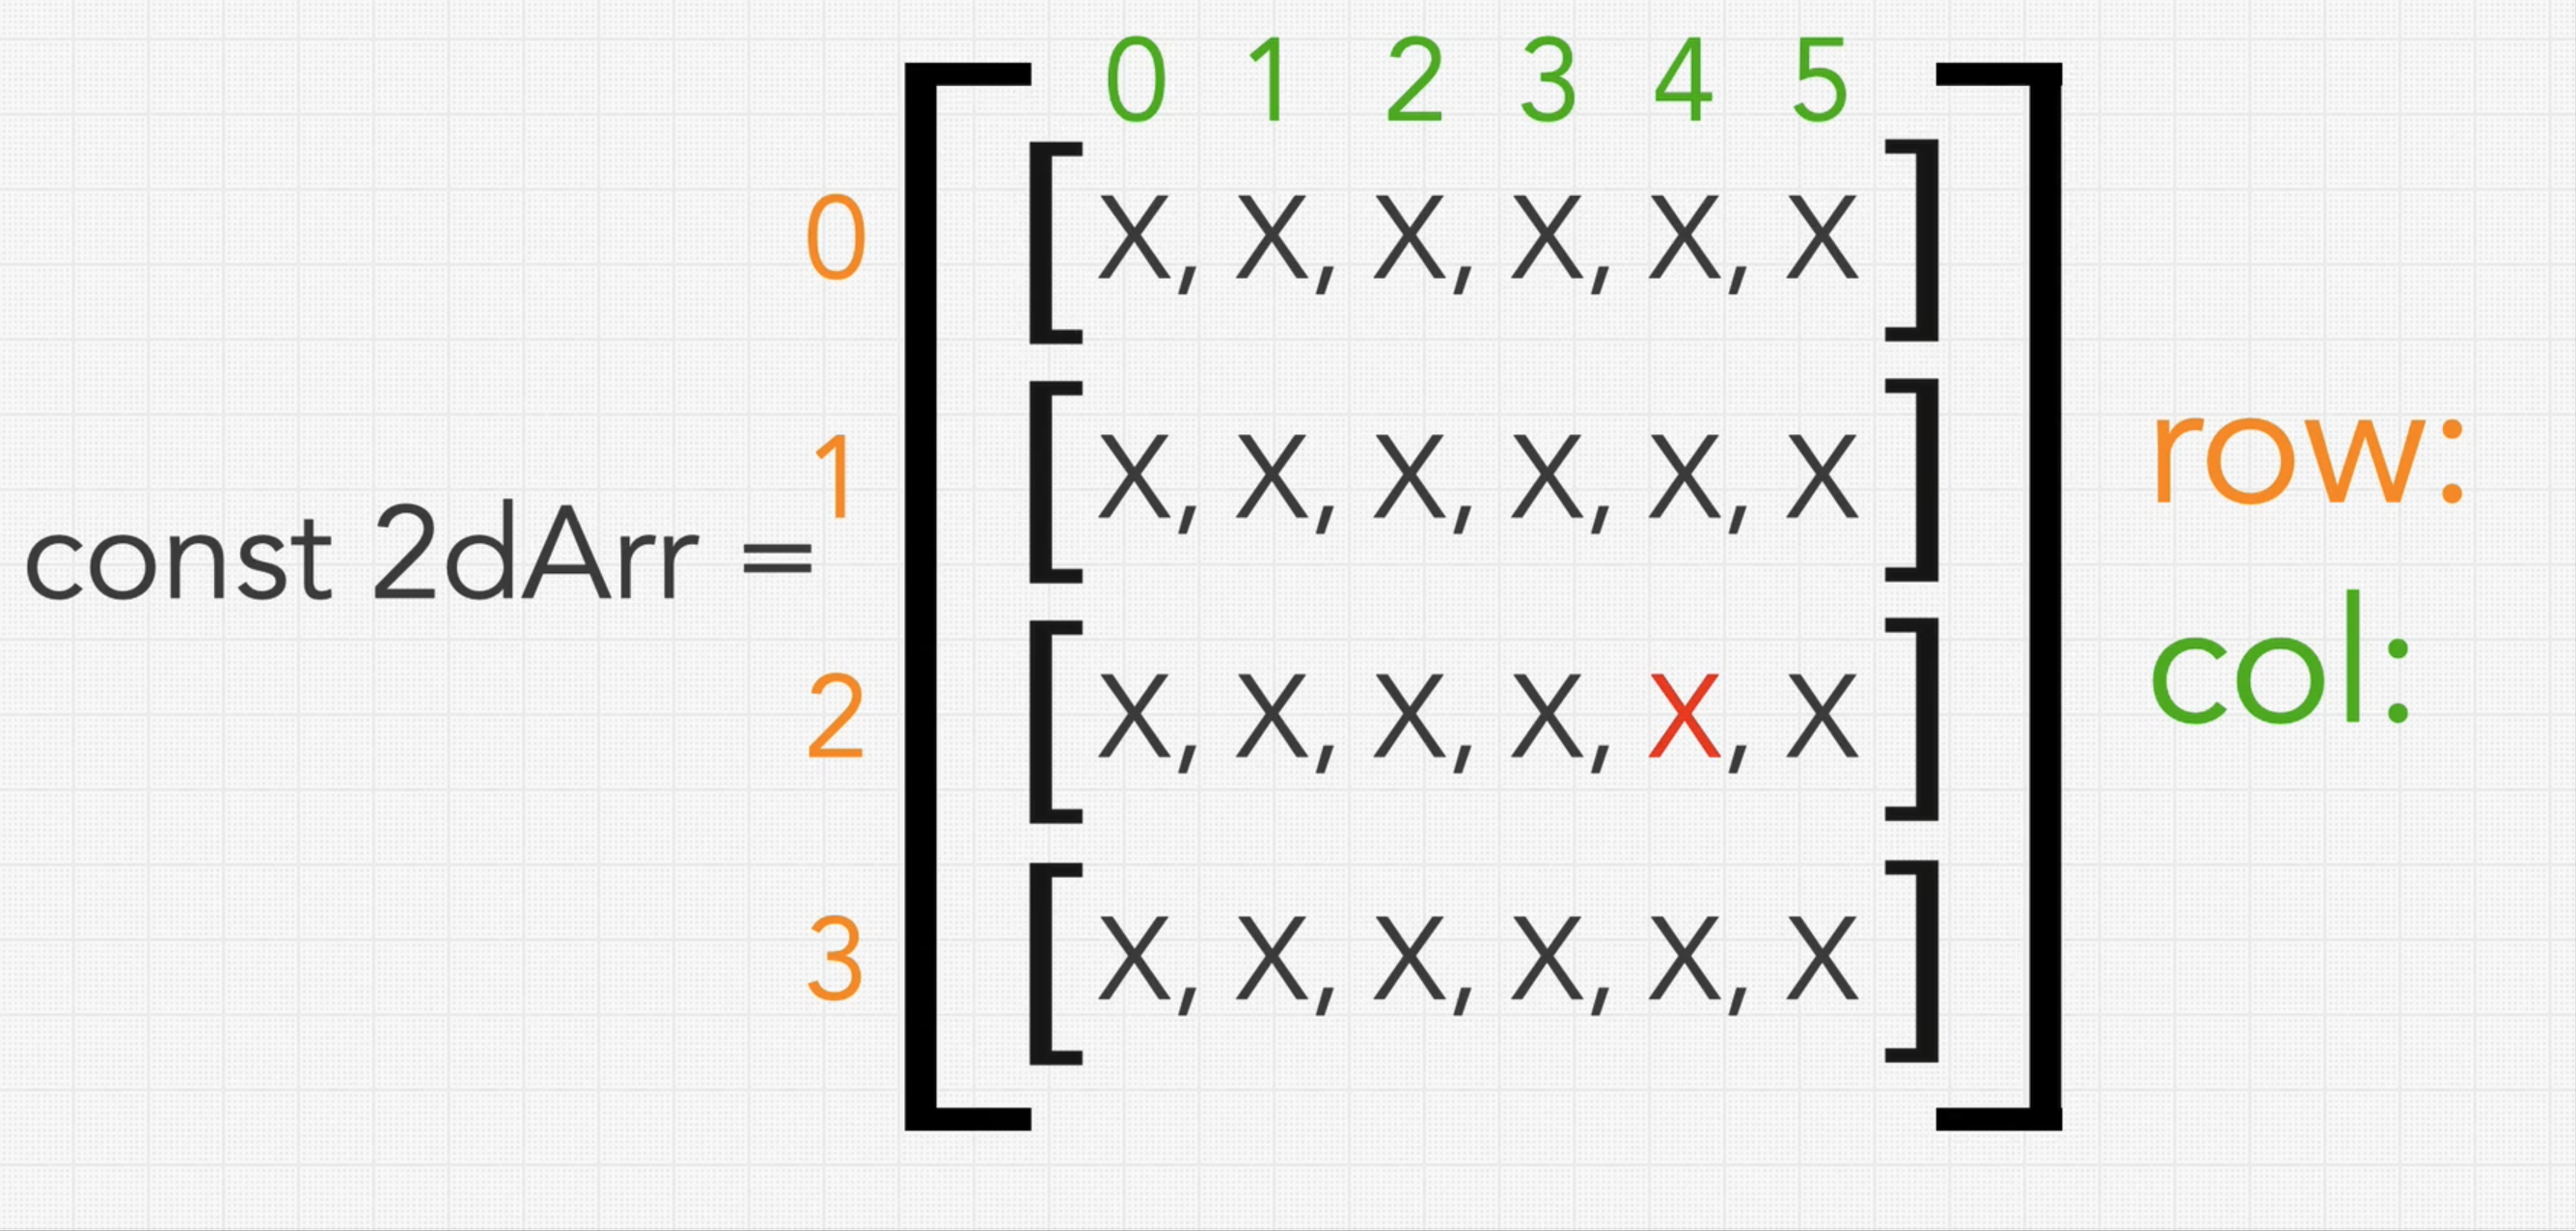 0 1 2 3 4 5
0 [X, X, X, X, X, X]
1 [X, X, X, X, X, X]
const 2dArr =
2 [X, X, X, X, X, X]
3 [X, X, X, X, X, X]
row:
col: